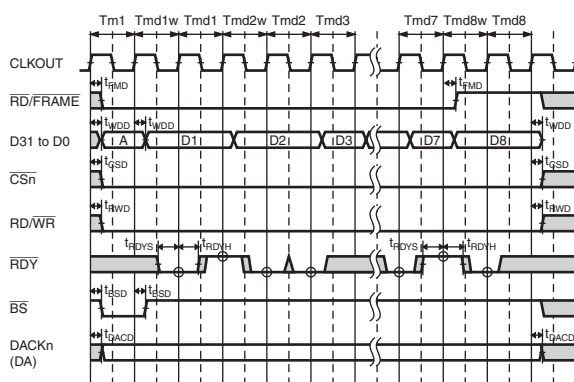 Tm1 Tmd1w Tmd1 Tmd2w Tmd2 Tmd3 Tmd7 Tmd8w Tmd8
CLKOUT
tFMD tFMD
RD/FRAME
tWDD tWDD tWDD
D31 to D0 A D1 D2 D3 D7 D8
tCSD tCSD
CSn
tRWD tRWD
RD/WR
tRDYS tRDYH tRDYS tRDYH
RDY
tBSD tBSD
BS
tDACD tDACD
DACKn
(DA)